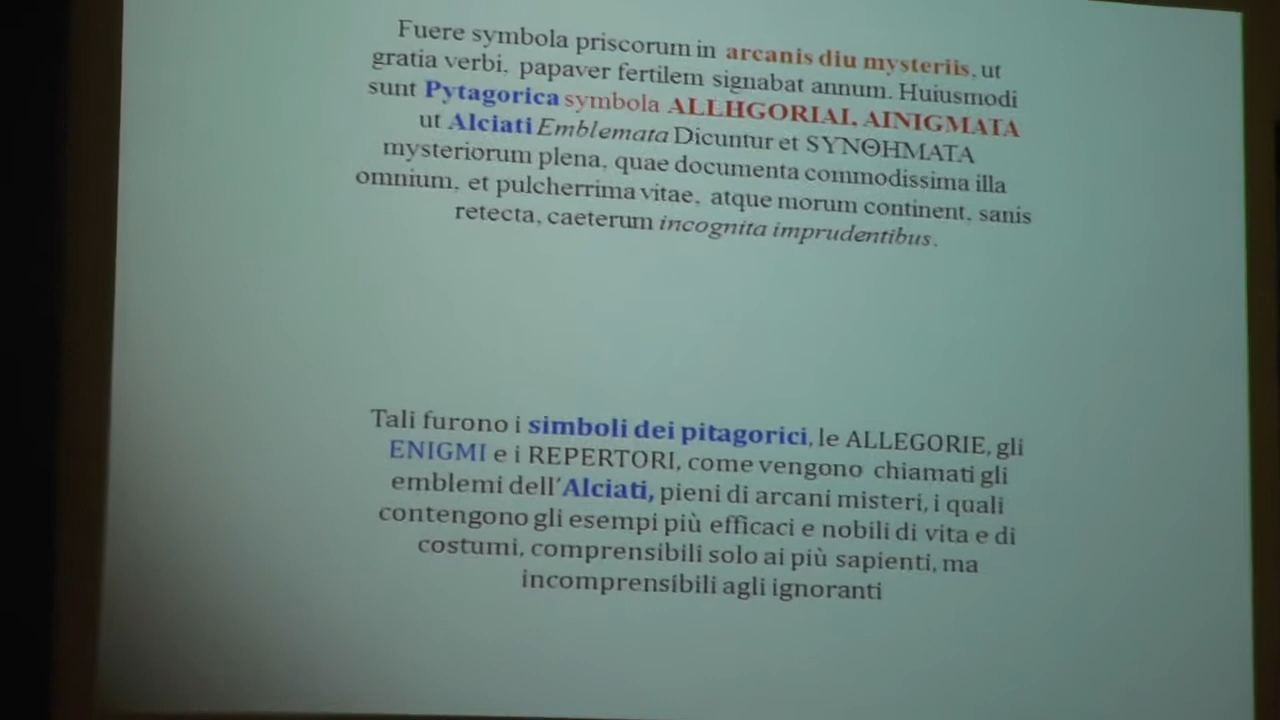 Fuere symbola priscorum in arcanis diu mysteriis, ut
gratia verbi, papaver fertilem signabat annum. Huiusmodi
sunt Pytagorica symbola ALLHGORIAI, AINIGMATA
ut Alciati Emblemata Dicuntur et SYNΘHMATA
mysteriorum plena, quae documenta commodissima illa
omnium, et pulcherrima vitae, atque morum continent, sanis
retecta, caeterum incognita imprudentibus.
Tali furono i simboli dei pitagorici, le ALLEGORIE, gli
ENIGMI e i REPERTORI, come vengono chiamati gli
emblemi dell'Alciati, pieni di arcani misteri, i quali
contengono gli esempi più efficaci e nobili di vita e di
costumi, comprensibili solo ai più sapienti, ma
incomprensibili agli ignoranti